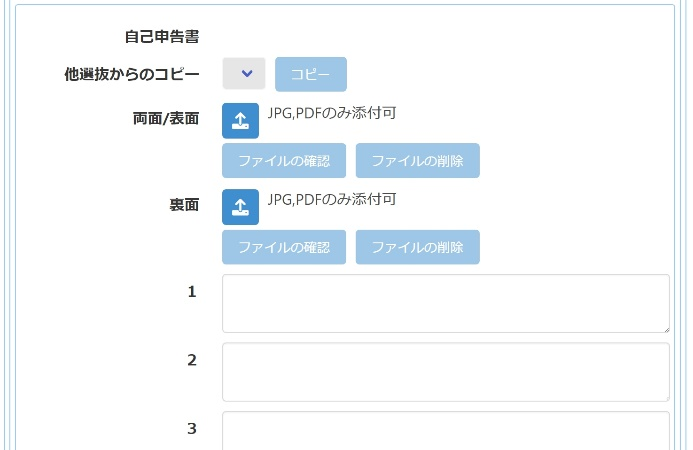 自己申告書
他選抜からのコピー コピー
両面/表面 JPG,PDFのみ添付可
ファイルの確認 ファイルの削除
裏面 JPG,PDFのみ添付可
ファイルの確認 ファイルの削除
1
2
3